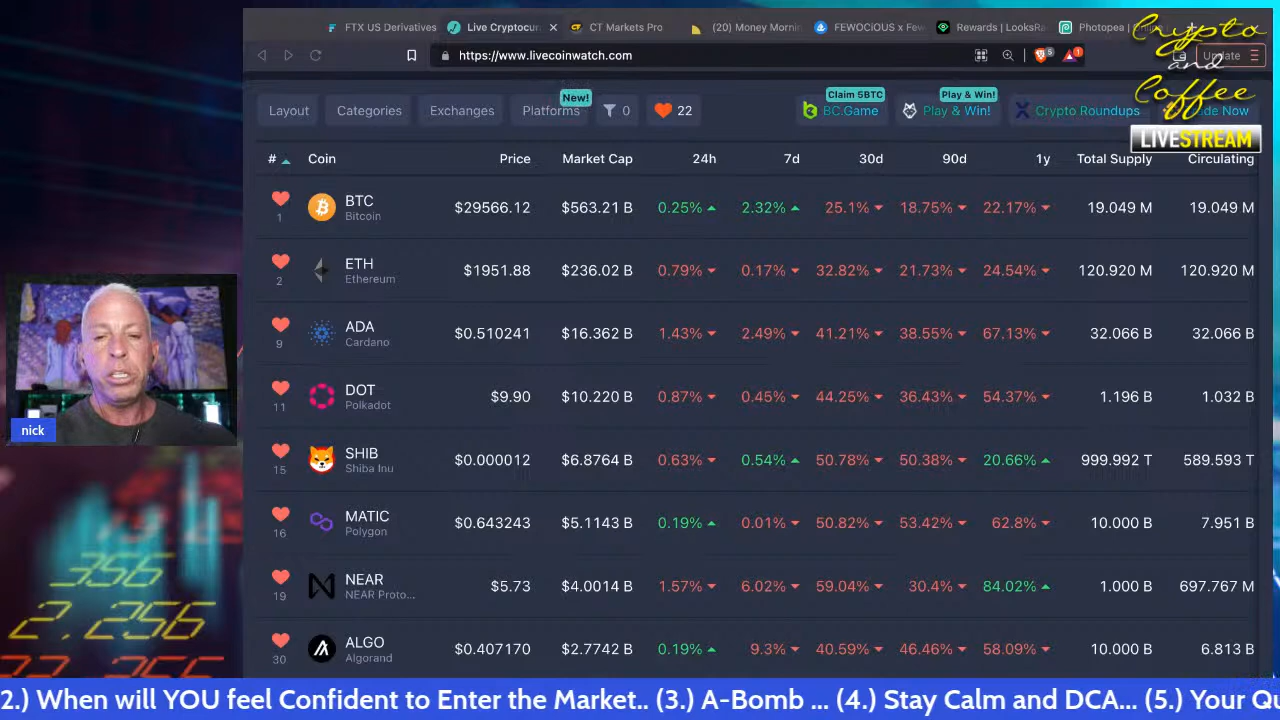 FTX US Derivatives
Live Cryptocur
CT Markets Pro
(20) Money Mornin
FEWOCiOUS x Few
Rewards | LooksRa
Photopea |
Crypto
and
Coffee
LIVESTREAM
https://www.livecoinwatch.com
5
1
Update
Layout
Categories
Exchanges
Platforms
New!
0
22
Claim 5BTC
BC.Game
Play & Win!
Play & Win!
Crypto Roundups
de Now
# Coin Price Market Cap 24h 7d 30d 90d 1y Total Supply Circulating
BTC
1 Bitcoin $29566.12 $563.21 B 0.25% 2.32% 25.1% 18.75% 22.17% 19.049 M 19.049 M
ETH
2 Ethereum $1951.88 $236.02 B 0.79% 0.17% 32.82% 21.73% 24.54% 120.920 M 120.920 M
ADA
9 Cardano $0.510241 $16.362 B 1.43% 2.49% 41.21% 38.55% 67.13% 32.066 B 32.066 B
DOT
11 Polkadot $9.90 $10.220 B 0.87% 0.45% 44.25% 36.43% 54.37% 1.196 B 1.032 B
SHIB
15 Shiba Inu $0.000012 $6.8764 B 0.63% 0.54% 50.78% 50.38% 20.66% 999.992 T 589.593 T
MATIC
16 Polygon $0.643243 $5.1143 B 0.19% 0.01% 50.82% 53.42% 62.8% 10.000 B 7.951 B
NEAR
19 NEAR Proto... $5.73 $4.0014 B 1.57% 6.02% 59.04% 30.4% 84.02% 1.000 B 697.767 M
ALGO
30 Algorand $0.407170 $2.7742 B 0.19% 9.3% 40.59% 46.46% 58.09% 10.000 B 6.813 B
nick
356
2.256
2.) When will YOU feel Confident to Enter the Market.. (3.) A-Bomb ... (4.) Stay Calm and DCA... (5.) Your Qu